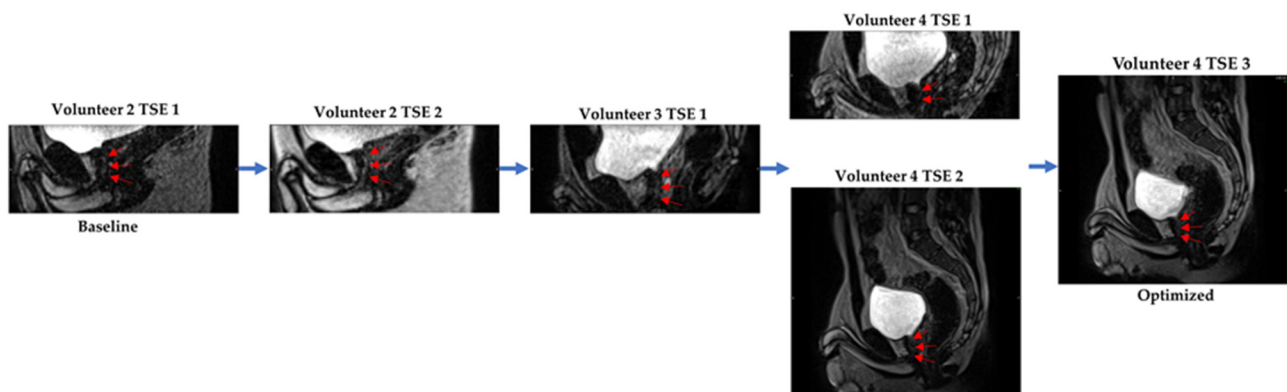 Volunteer 4 TSE 1
Volunteer 4 TSE 3
Volunteer 2 TSE 1
Volunteer 2 TSE 2
Volunteer 3 TSE 1
Volunteer 4 TSE 2
Baseline
Optimized